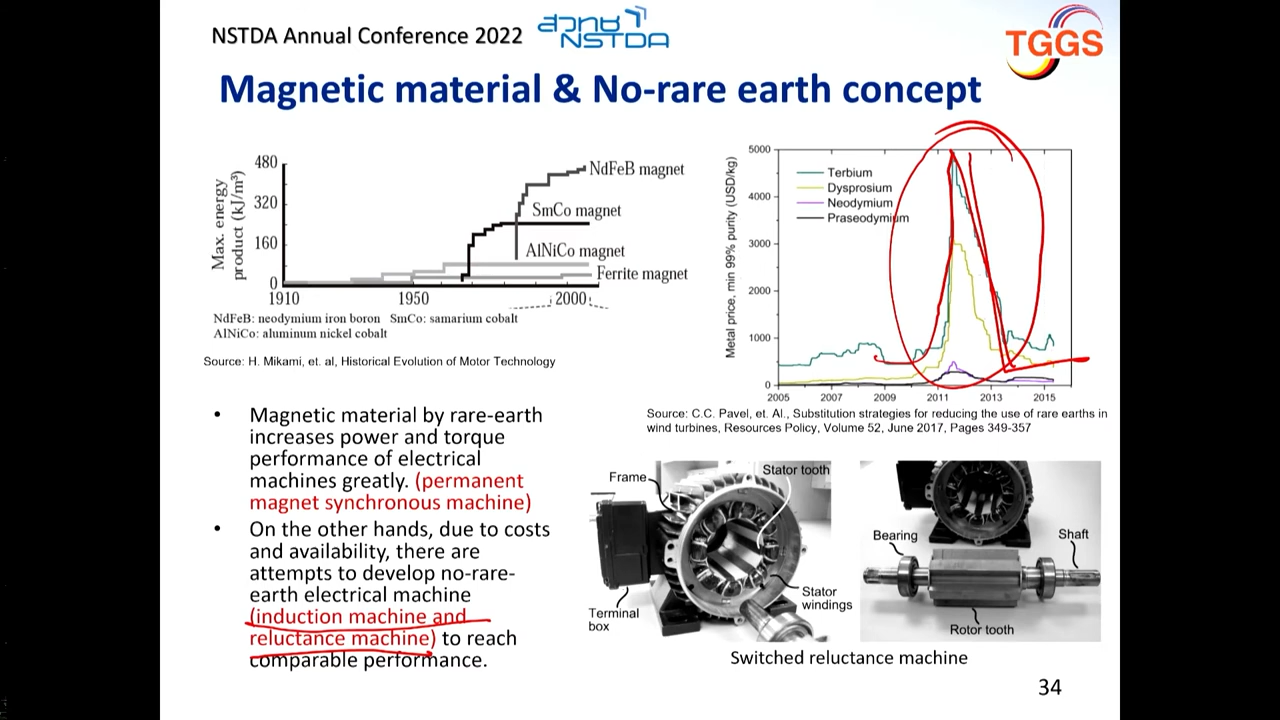 NSTDA Annual Conference 2022
สวทช
NSTDA
TGGS
Magnetic material & No-rare earth concept
Max. energy
product (kJ/m³)
480
320
160
0
1910
1950
2000
NdFeB magnet
SmCo magnet
AlNiCo magnet
Ferrite magnet
NdFeB: neodymium iron boron SmCo: samarium cobalt
AlNiCo: aluminum nickel cobalt
Source: H. Mikami, et. al, Historical Evolution of Motor Technology
Metal price, min 99% purity (USD/kg)
5000
4000
3000
2000
1000
0
2005
2007
2009
2011
2013
2015
Terbium
Dysprosium
Neodymium
Praseodymium
Source: C.C. Pavel, et. Al., Substitution strategies for reducing the use of rare earths in
wind turbines, Resources Policy, Volume 52, June 2017, Pages 349-357
• Magnetic material by rare-earth
increases power and torque
performance of electrical
machines greatly. (permanent
magnet synchronous machine)
• On the other hands, due to costs
and availability, there are
attempts to develop no-rare-
earth electrical machine
(induction machine and
reluctance machine) to reach
comparable performance.
Frame
Stator tooth
Terminal
box
Stator
windings
Bearing
Shaft
Rotor tooth
Switched reluctance machine
34